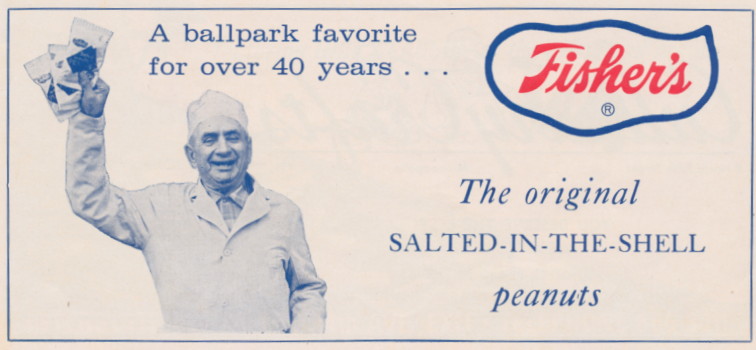 A ballpark favorite
for over 40 years . . .
Fisher's
®
The original
SALTED-IN-THE-SHELL
peanuts